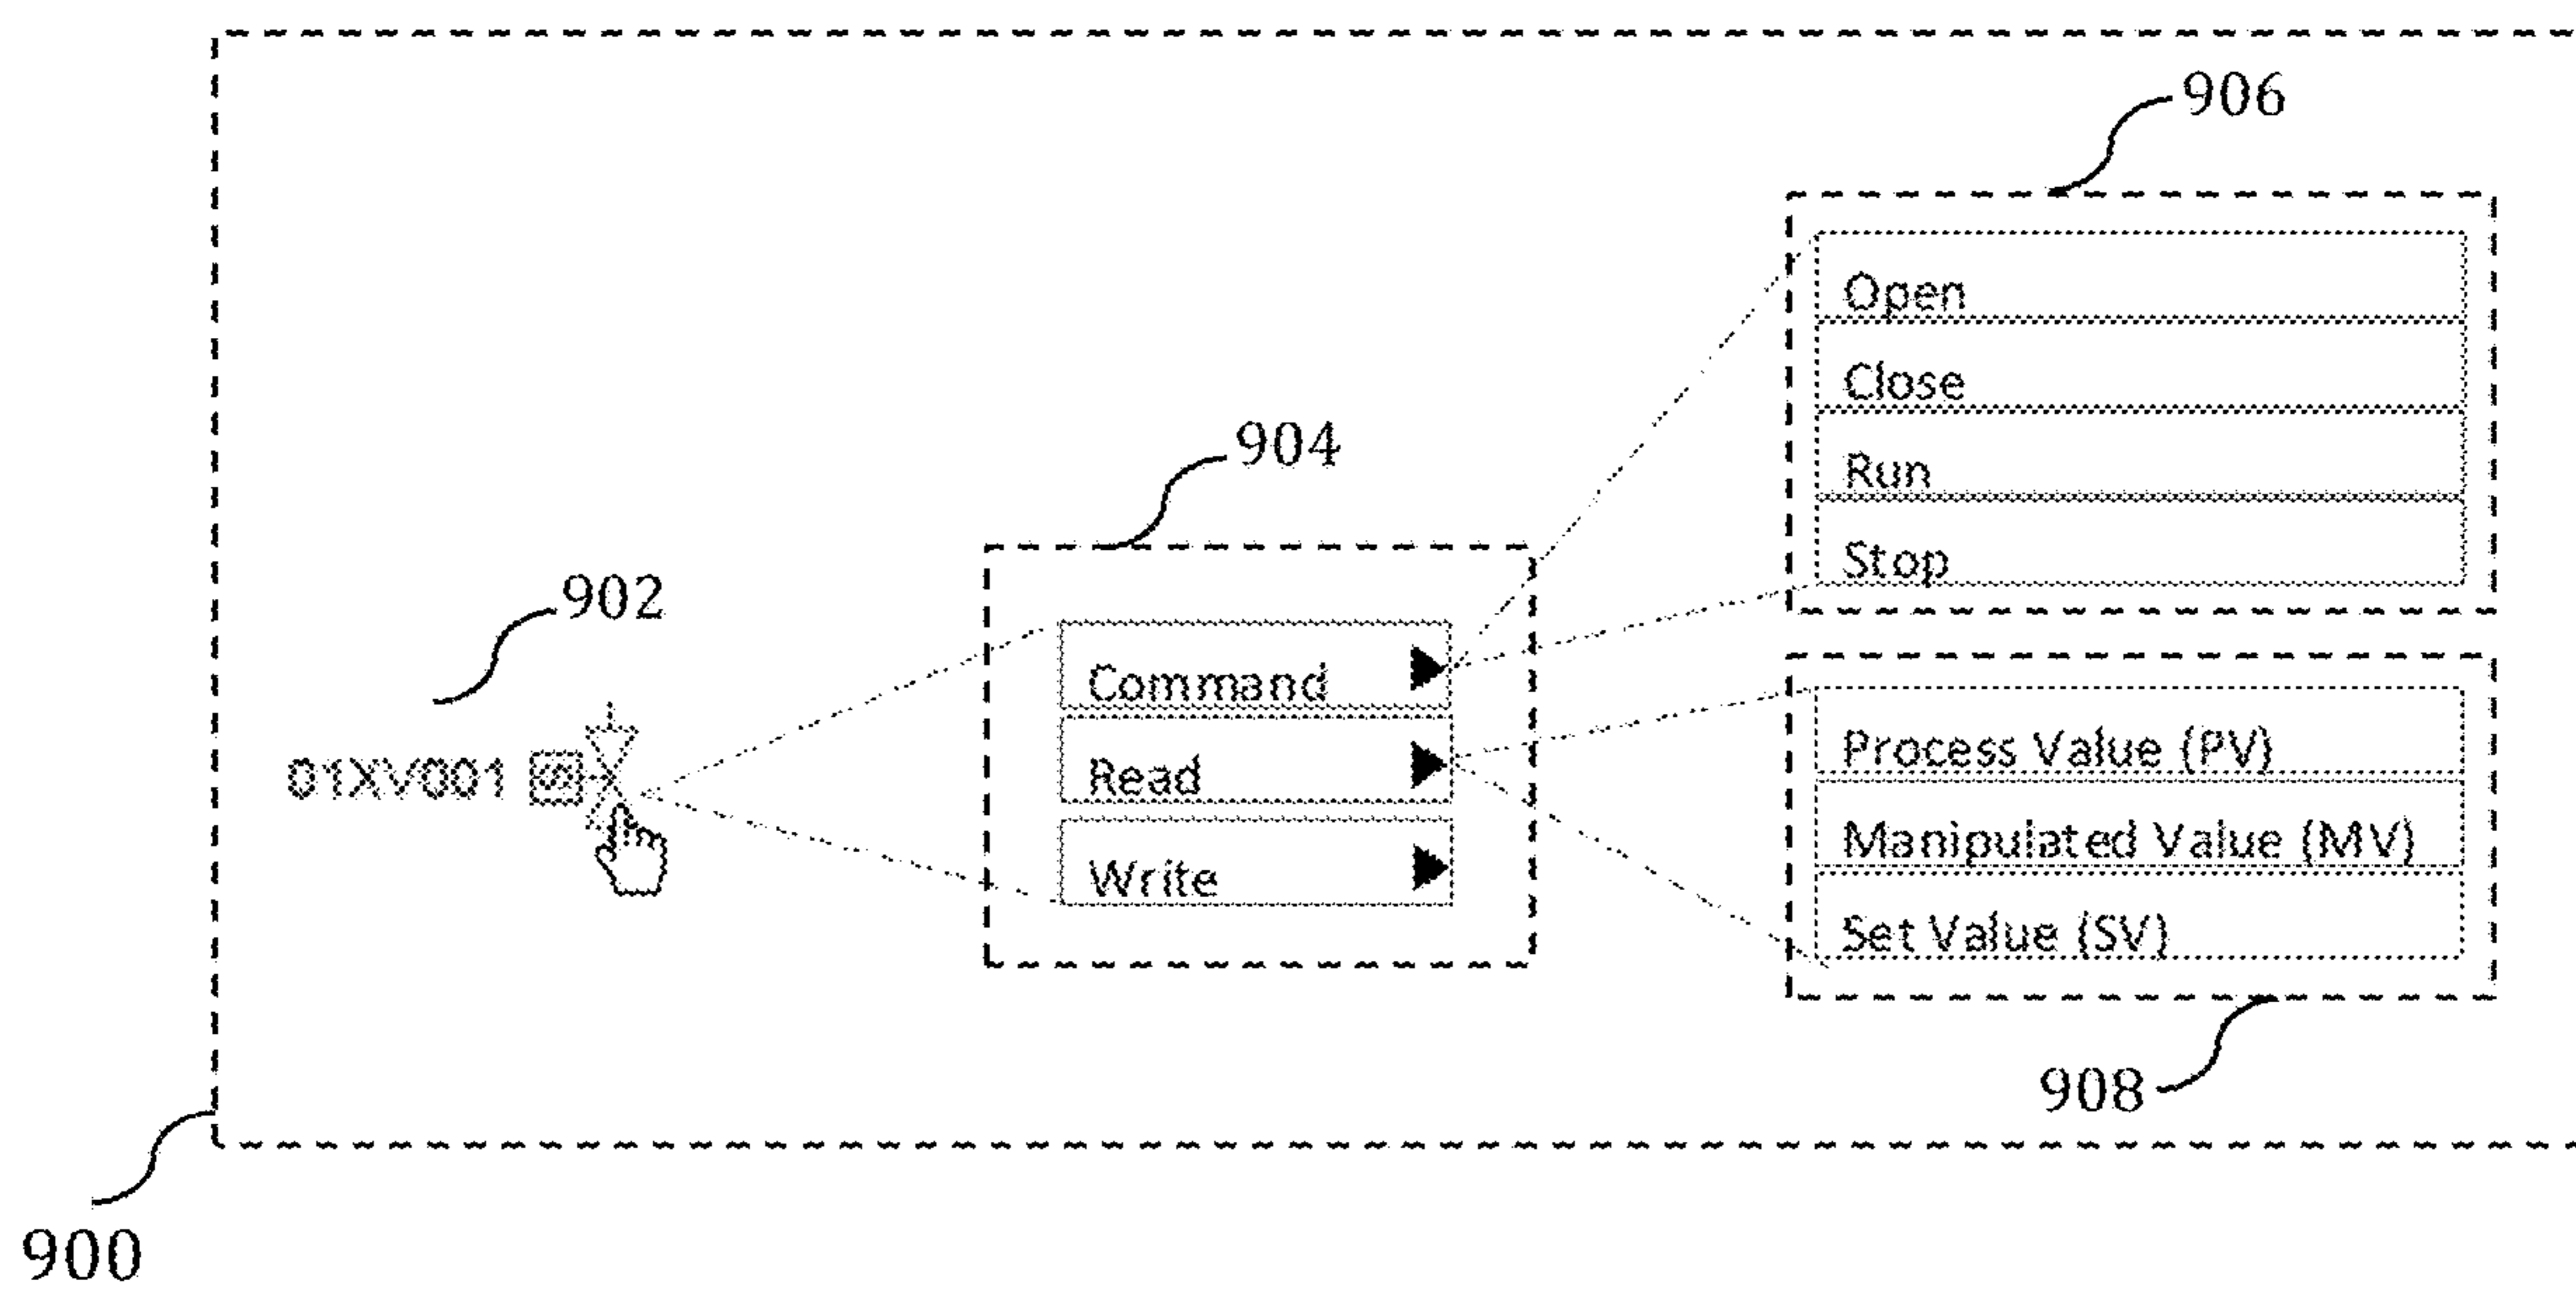 906
Open
Close
Run
Stop
904
Command
Read
Write
902
01XV001 S
Process Value (PV)
Manipulated Value (MV)
Set Value (SV)
908
900